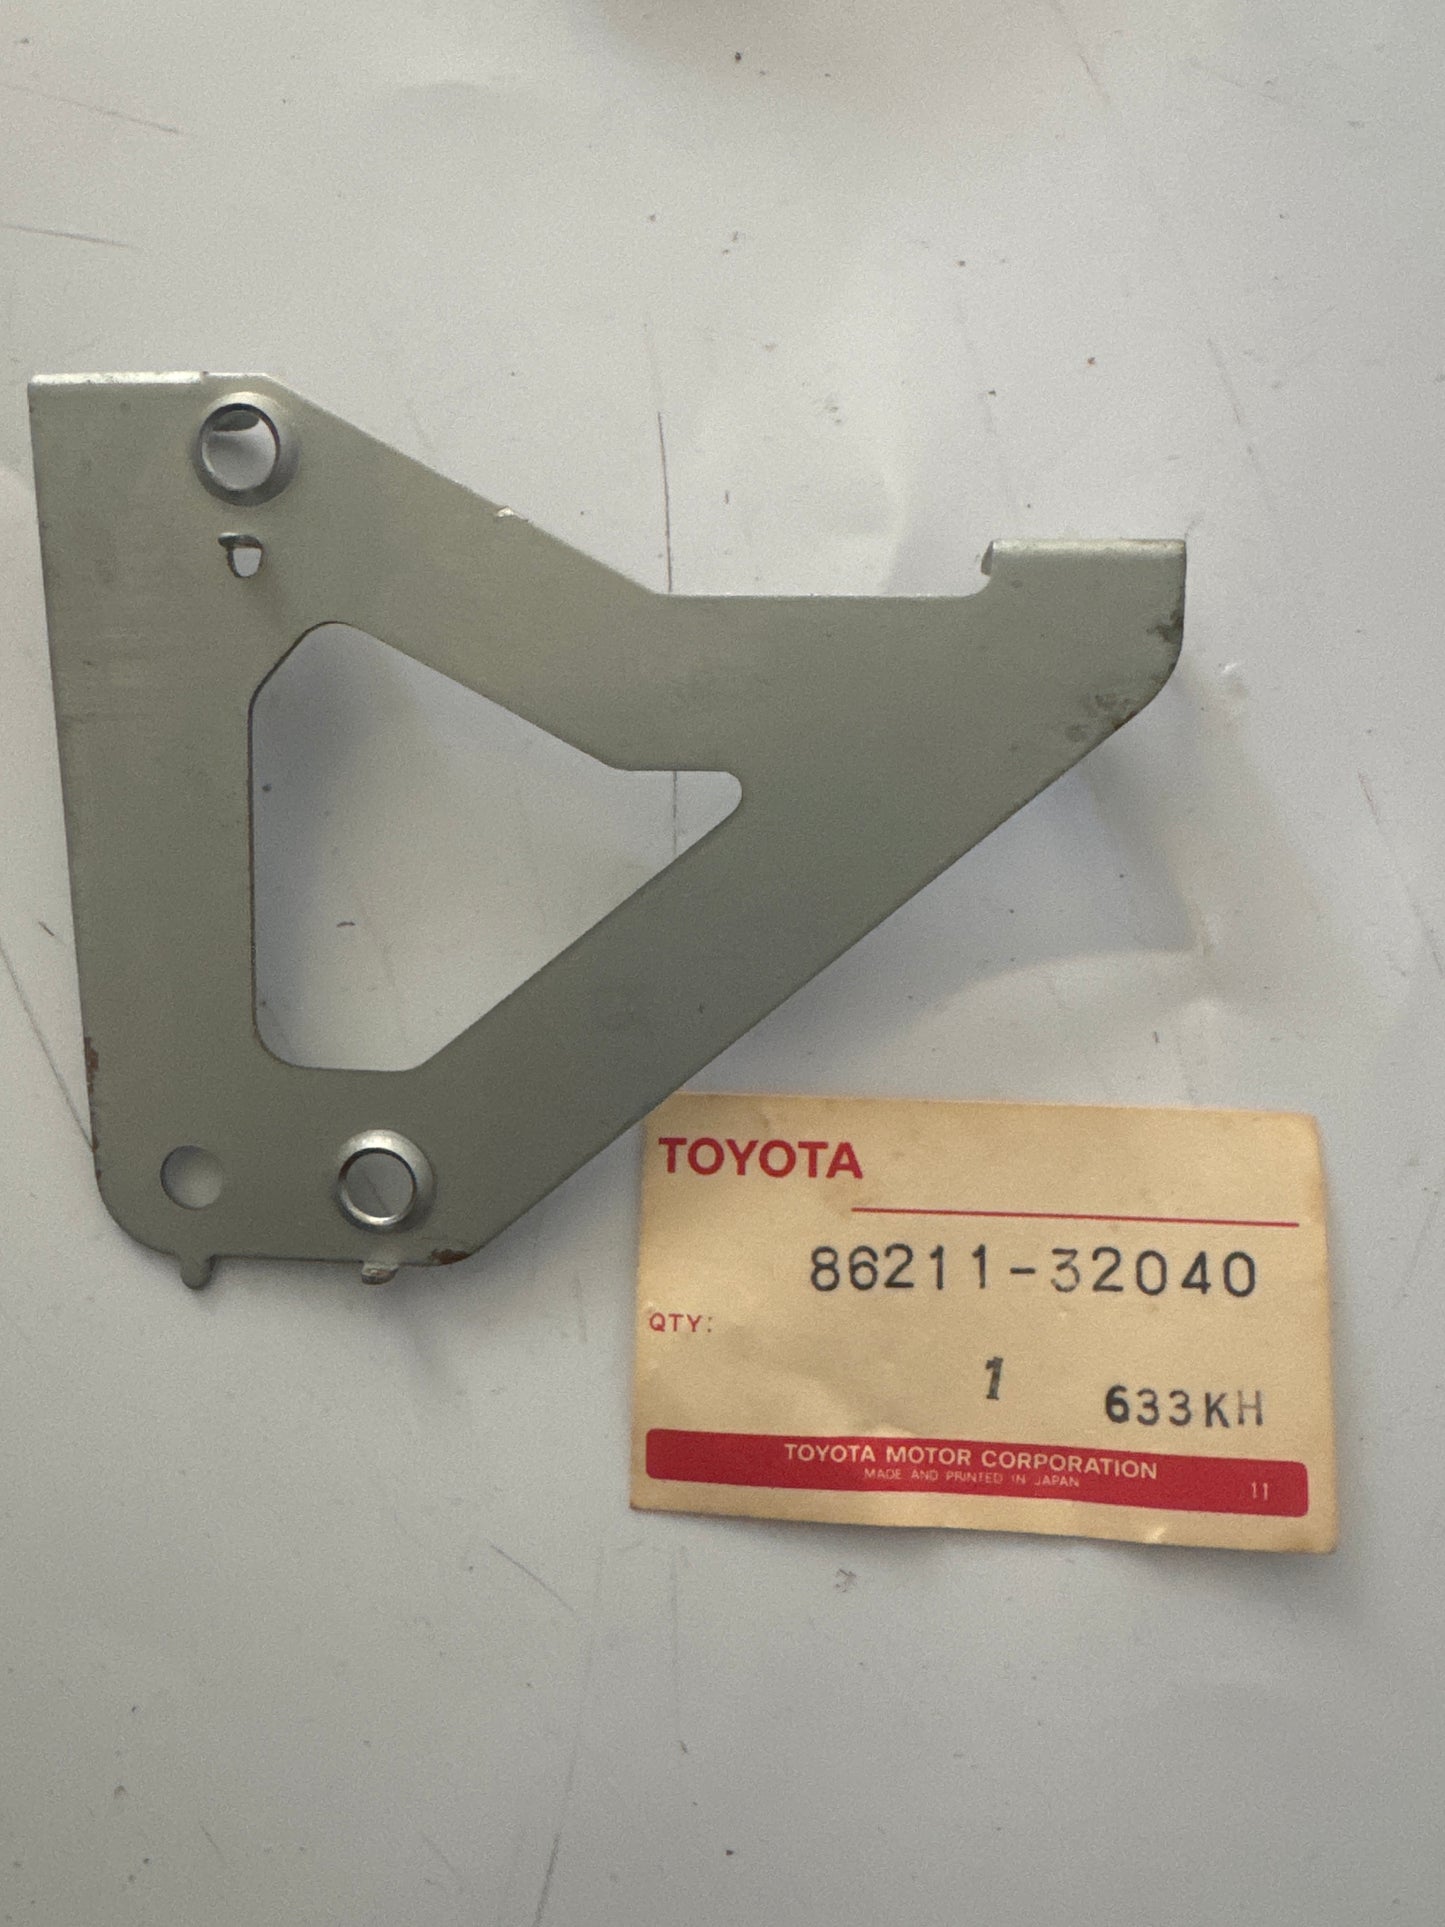 TOYOTA
86211-32040
QTY:
1 633KH
TOYOTA MOTOR CORPORATION
MADE AND PRINTED IN JAPAN
11